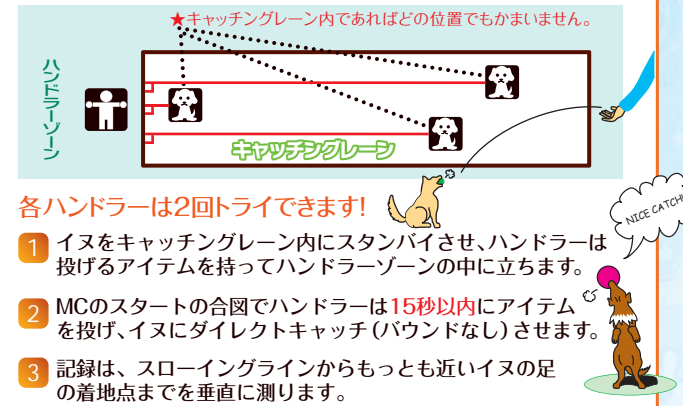 ★キャッチングレーン内であればどの位置でもかまいません。
ハンドラーゾーン
キャッチングレーン
各ハンドラーは2回トライできます!
NICE CATCH
1 イヌをキャッチングレーン内にスタンバイさせ、ハンドラーは
投げるアイテムを持ってハンドラーゾーンの中に立ちます。
2 MCのスタートの合図でハンドラーは15秒以内にアイテム
を投げ、イヌにダイレクトキャッチ(バウンドなし)させます。
3 記録は、スローイングラインからもっとも近いイヌの足
の着地点までを垂直に測ります。